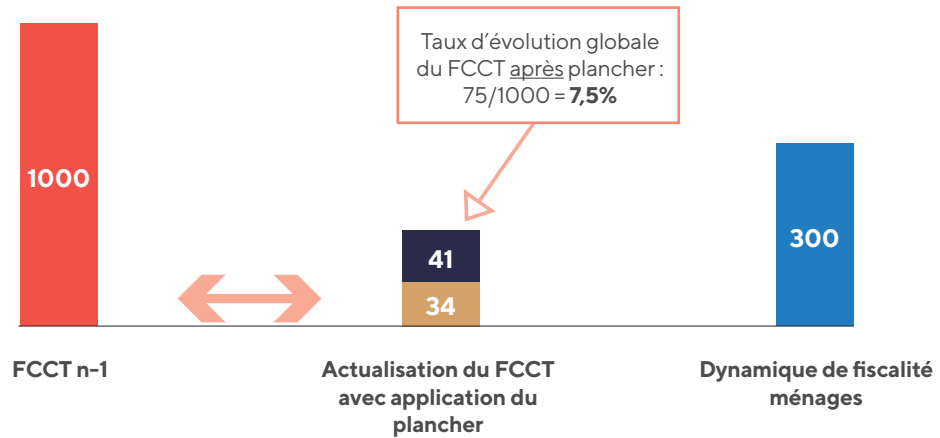 Taux d'évolution globale
du FCCT après plancher :
75/1000 = 7,5%
1000
41
34
300
FCCT n-1
Actualisation du FCCT
avec application du
plancher
Dynamique de fiscalité
ménages